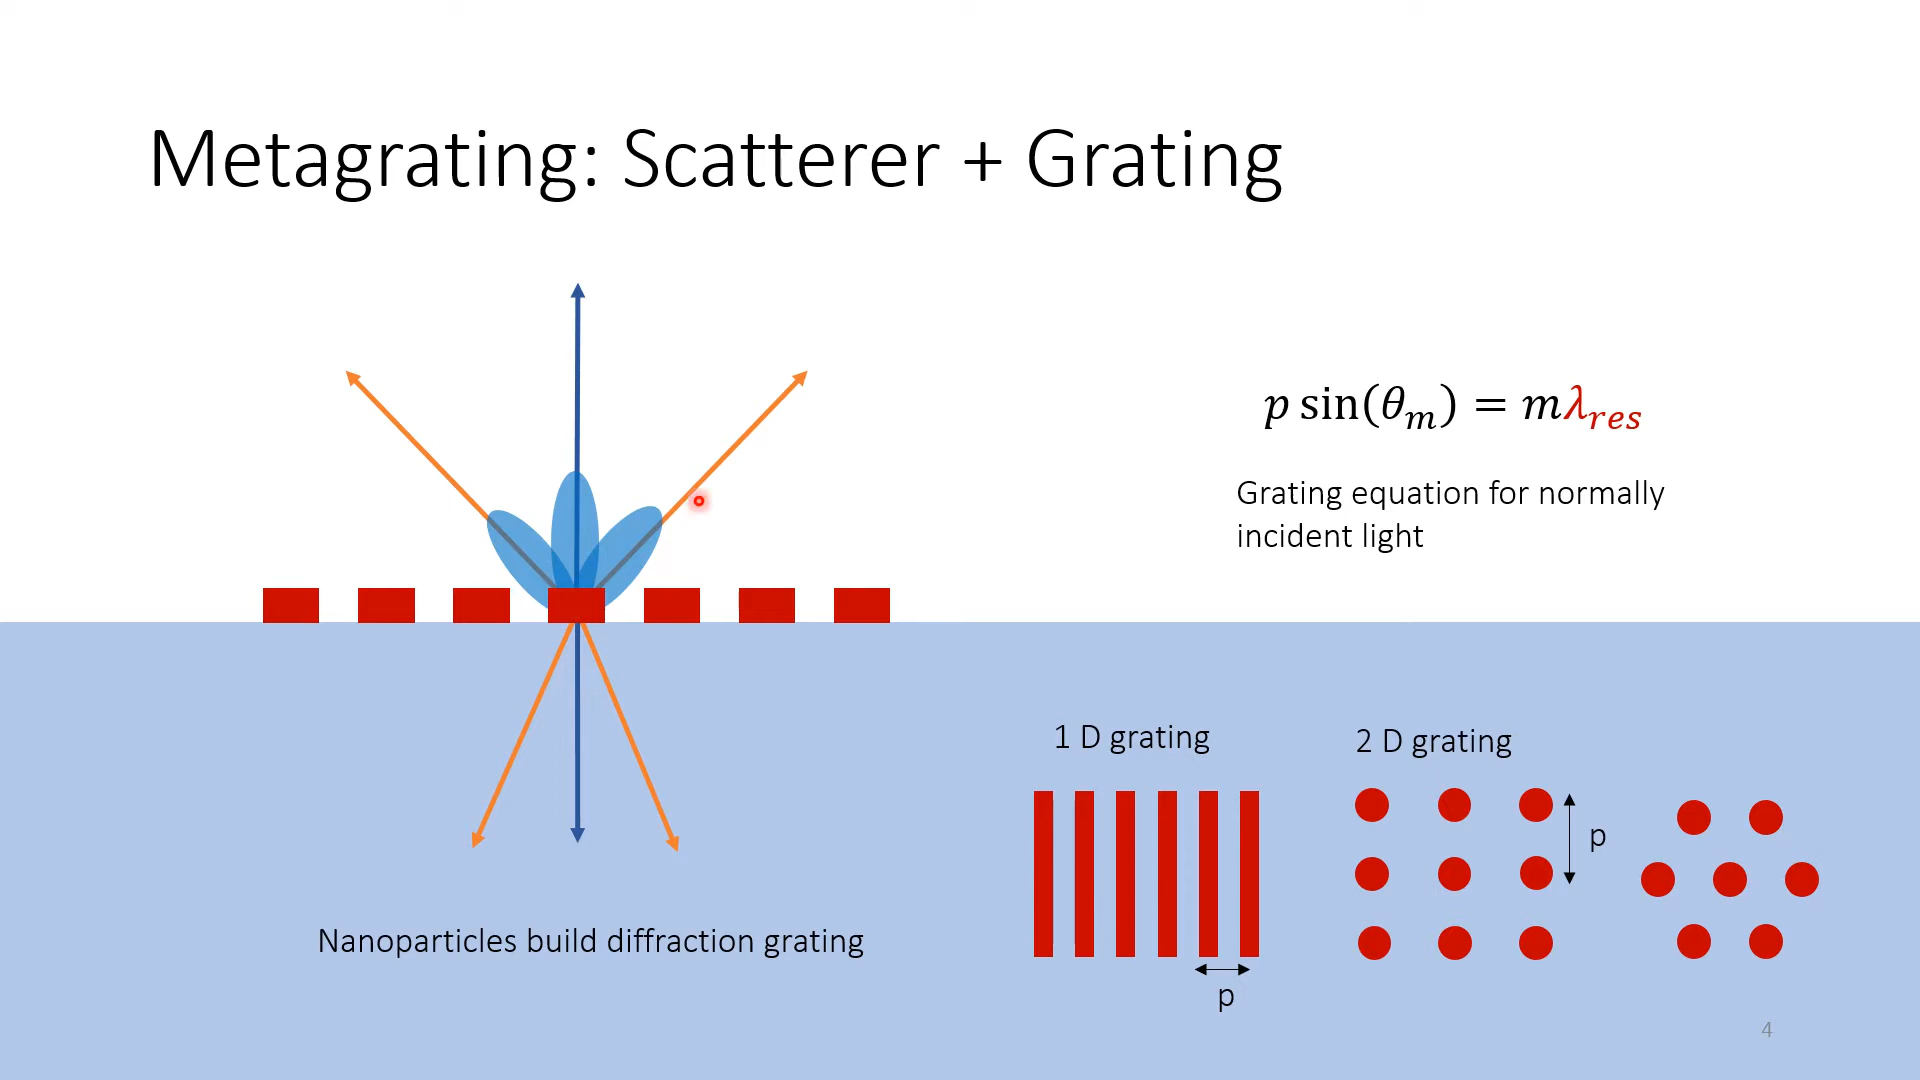 Metagrating: Scatterer + Grating
p sin(θₘ) = mλ_res
Grating equation for normally
incident light
1 D grating
2 D grating
p
Nanoparticles build diffraction grating
p
4